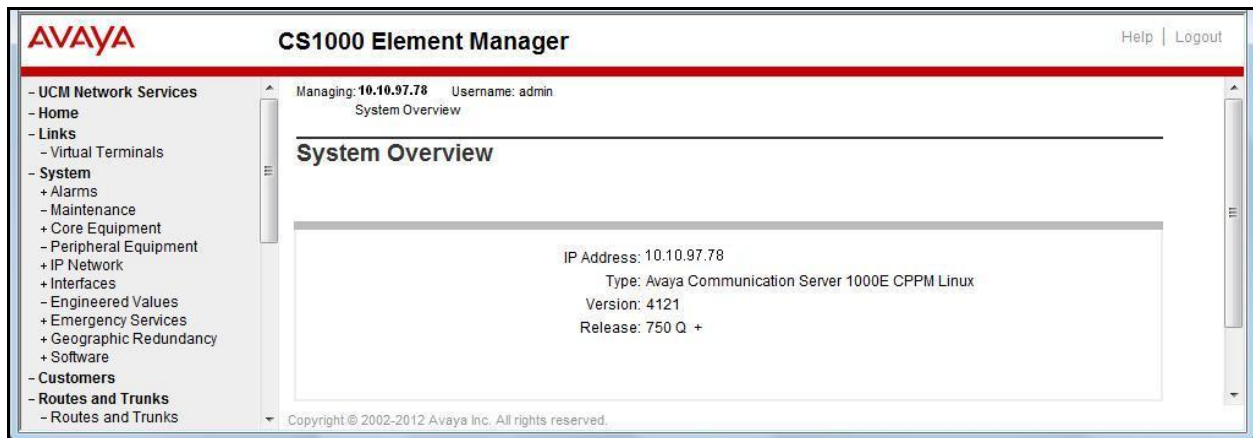 AVAYA
CS1000 Element Manager
Help | Logout
- UCM Network Services
- Home
- Links
- Virtual Terminals
- System
+ Alarms
- Maintenance
+ Core Equipment
- Peripheral Equipment
+ IP Network
+ Interfaces
- Engineered Values
+ Emergency Services
+ Geographic Redundancy
+ Software
- Customers
- Routes and Trunks
- Routes and Trunks
Managing: 10.10.97.78 Username: admin
System Overview
System Overview
IP Address: 10.10.97.78
Type: Avaya Communication Server 1000E CPPM Linux
Version: 4121
Release: 750 Q +
Copyright © 2002-2012 Avaya Inc. All rights reserved.